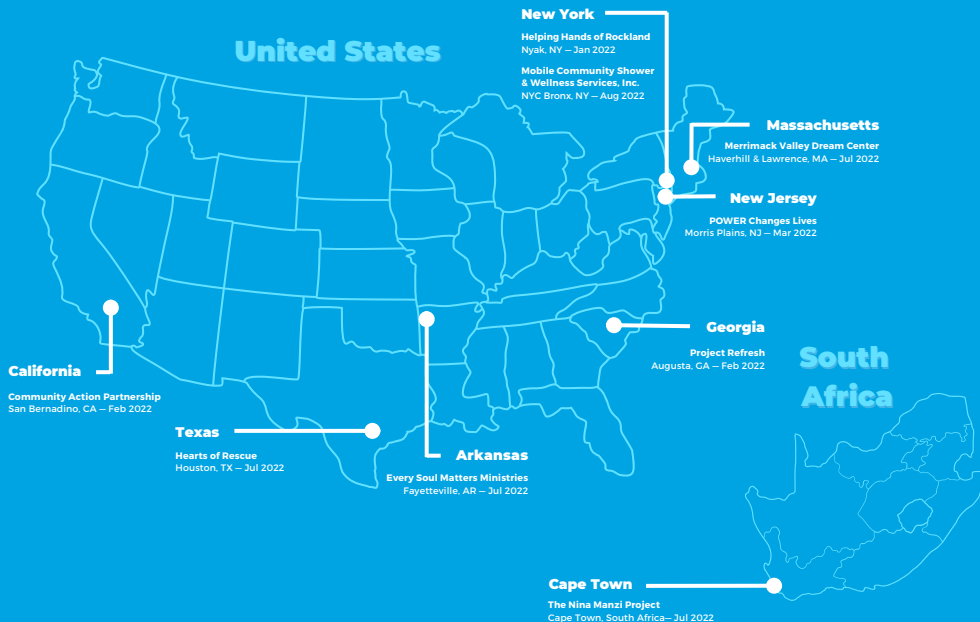 United States
New York
Helping Hands of Rockland
Nyak, NY — Jan 2022
Mobile Community Shower
& Wellness Services, Inc.
NYC Bronx, NY — Aug 2022
Massachusetts
Merrimack Valley Dream Center
Haverhill & Lawrence, MA — Jul 2022
New Jersey
POWER Changes Lives
Morris Plains, NJ — Mar 2022
Georgia
Project Refresh
Augusta, GA — Feb 2022
California
Community Action Partnership
San Bernadino, CA — Feb 2022
Texas
Hearts of Rescue
Houston, TX — Jul 2022
Arkansas
Every Soul Matters Ministries
Fayetteville, AR — Jul 2022
South
Africa
Cape Town
The Nina Manzi Project
Cape Town, South Africa— Jul 2022